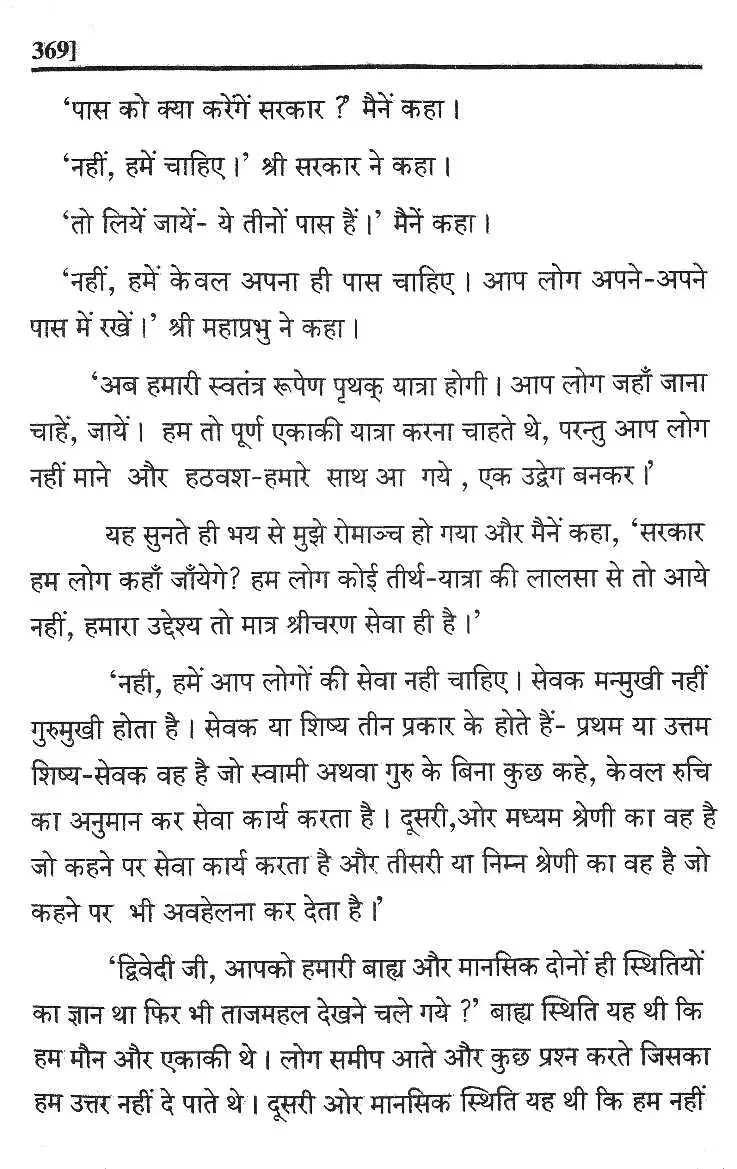 369]
‘पास को क्या करेंगें सरकार ?’ मैनें कहा ।
‘नहीं, हमें चाहिए ।’ श्री सरकार ने कहा ।
‘तो लियें जायें- ये तीनों पास हैं ।’ मैनें कहा ।
‘नहीं, हमें केवल अपना ही पास चाहिए । आप लोग अपने-अपने
पास में रखें ।’ श्री महाप्रभु ने कहा ।
‘अब हमारी स्वतंत्र रूपेण पृथक् यात्रा होगी । आप लोग जहाँ जाना
चाहें, जायें । हम तो पूर्ण एकाकी यात्रा करना चाहते थे, परन्तु आप लोग
नहीं माने और हठवश-हमारे साथ आ गये , एक उद्वेग बनकर ।’
यह सुनते ही भय से मुझे रोमाञ्च हो गया और मैनें कहा, ‘सरकार
हम लोग कहाँ जाँयेगे? हम लोग कोई तीर्थ-यात्रा की लालसा से तो आये
नहीं, हमारा उद्देश्य तो मात्र श्रीचरण सेवा ही है ।’
‘नही, हमें आप लोगों की सेवा नही चाहिए । सेवक मन्मुखी नहीं
गुरुमुखी होता है । सेवक या शिष्य तीन प्रकार के होते हैं- प्रथम या उत्तम
शिष्य-सेवक वह है जो स्वामी अथवा गुरु के बिना कुछ कहे, केवल रुचि
का अनुमान कर सेवा कार्य करता है । दूसरी,ओर मध्यम श्रेणी का वह है
जो कहने पर सेवा कार्य करता है और तीसरी या निम्न श्रेणी का वह है जो
कहने पर भी अवहेलना कर देता है ।’
‘द्विवेदी जी, आपको हमारी बाह्य और मानसिक दोनों ही स्थितियों
का ज्ञान था फिर भी ताजमहल देखने चले गये ?’ बाह्य स्थिति यह थी कि
हम मौन और एकाकी थे । लोग समीप आते और कुछ प्रश्न करते जिसका
हम उत्तर नहीं दे पाते थे । दूसरी ओर मानसिक स्थिति यह थी कि हम नहीं